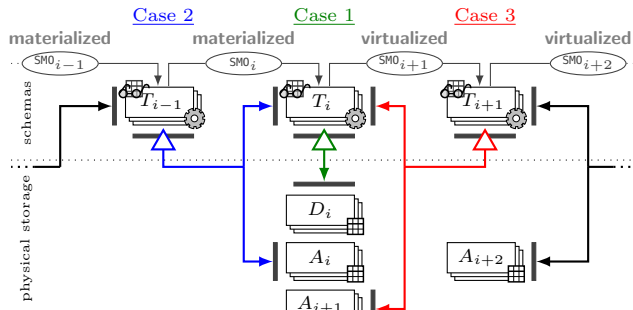 Case 2 Case 1 Case 3
materialized materialized virtualized virtualized
SMO_{i−1} SMO_i SMO_{i+1} SMO_{i+2}
schemas
T_{i−1} T_i T_{i+1}
physical storage
D_i
A_i A_{i+2}
A_{i+1}